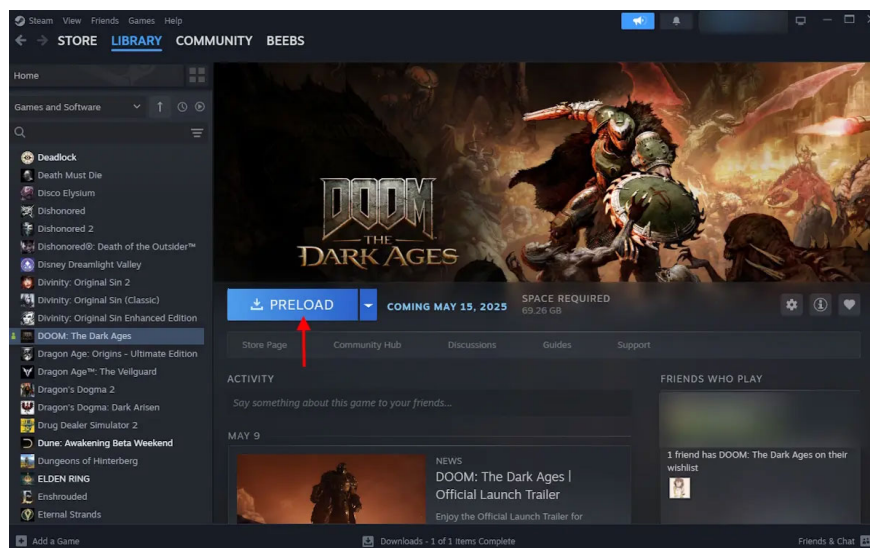 Steam View Friends Games Help
STORE LIBRARY COMMUNITY BEEBS
Home
Games and Software
Deadlock
Death Must Die
Disco Elysium
Dishonored
Dishonored 2
Dishonored®: Death of the Outsider™
Disney Dreamlight Valley
Divinity: Original Sin 2
Divinity: Original Sin (Classic)
Divinity: Original Sin Enhanced Edition
DOOM: The Dark Ages
Dragon Age: Origins - Ultimate Edition
Dragon Age™: The Veilguard
Dragon's Dogma 2
Dragon's Dogma: Dark Arisen
Drug Dealer Simulator 2
Dune: Awakening Beta Weekend
Dungeons of Hinterberg
ELDEN RING
Enshrouded
Eternal Strands
Add a Game
DOOM
THE
DARK AGES
PRELOAD
COMING MAY 15, 2025
SPACE REQUIRED
69.26 GB
Store Page Community Hub Discussions Guides Support
ACTIVITY
Say something about this game to your friends...
MAY 9
NEWS
DOOM: The Dark Ages |
Official Launch Trailer
Enjoy the Official Launch Trailer for
FRIENDS WHO PLAY
1 friend has DOOM: The Dark Ages on their
wishlist
Downloads - 1 of 1 Items Complete
Friends & Chat